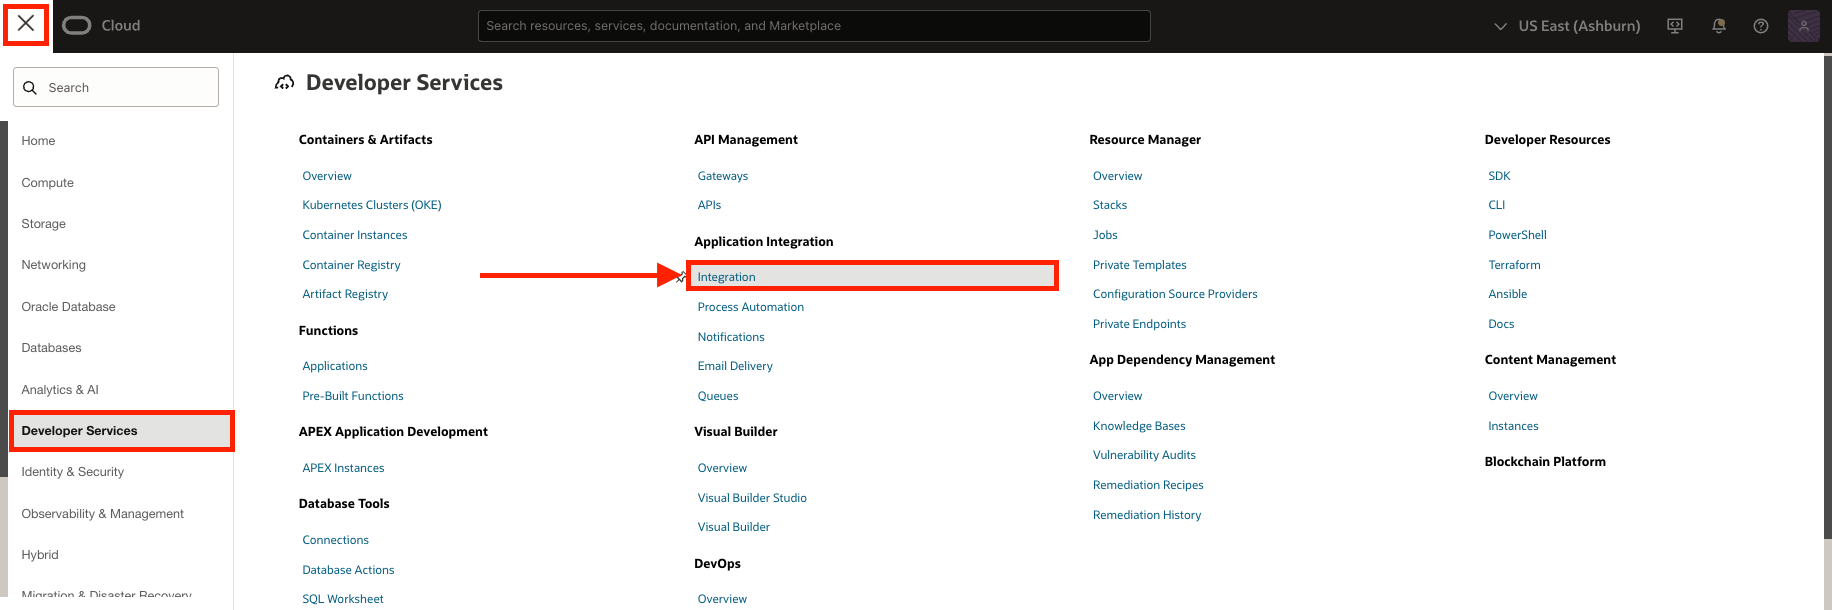 Cloud
Search resources, services, documentation, and Marketplace
US East (Ashburn)
Search
Home
Compute
Storage
Networking
Oracle Database
Databases
Analytics & AI
Developer Services
Identity & Security
Observability & Management
Hybrid
Migration & Disaster Recovery
Developer Services
Containers & Artifacts
Overview
Kubernetes Clusters (OKE)
Container Instances
Container Registry
Artifact Registry
Functions
Applications
Pre-Built Functions
APEX Application Development
APEX Instances
Database Tools
Connections
Database Actions
SQL Worksheet
API Management
Gateways
APIs
Application Integration
Integration
Process Automation
Notifications
Email Delivery
Queues
Visual Builder
Overview
Visual Builder Studio
Visual Builder
DevOps
Overview
Resource Manager
Overview
Stacks
Jobs
Private Templates
Configuration Source Providers
Private Endpoints
App Dependency Management
Overview
Knowledge Bases
Vulnerability Audits
Remediation Recipes
Remediation History
Developer Resources
SDK
CLI
PowerShell
Terraform
Ansible
Docs
Content Management
Overview
Instances
Blockchain Platform